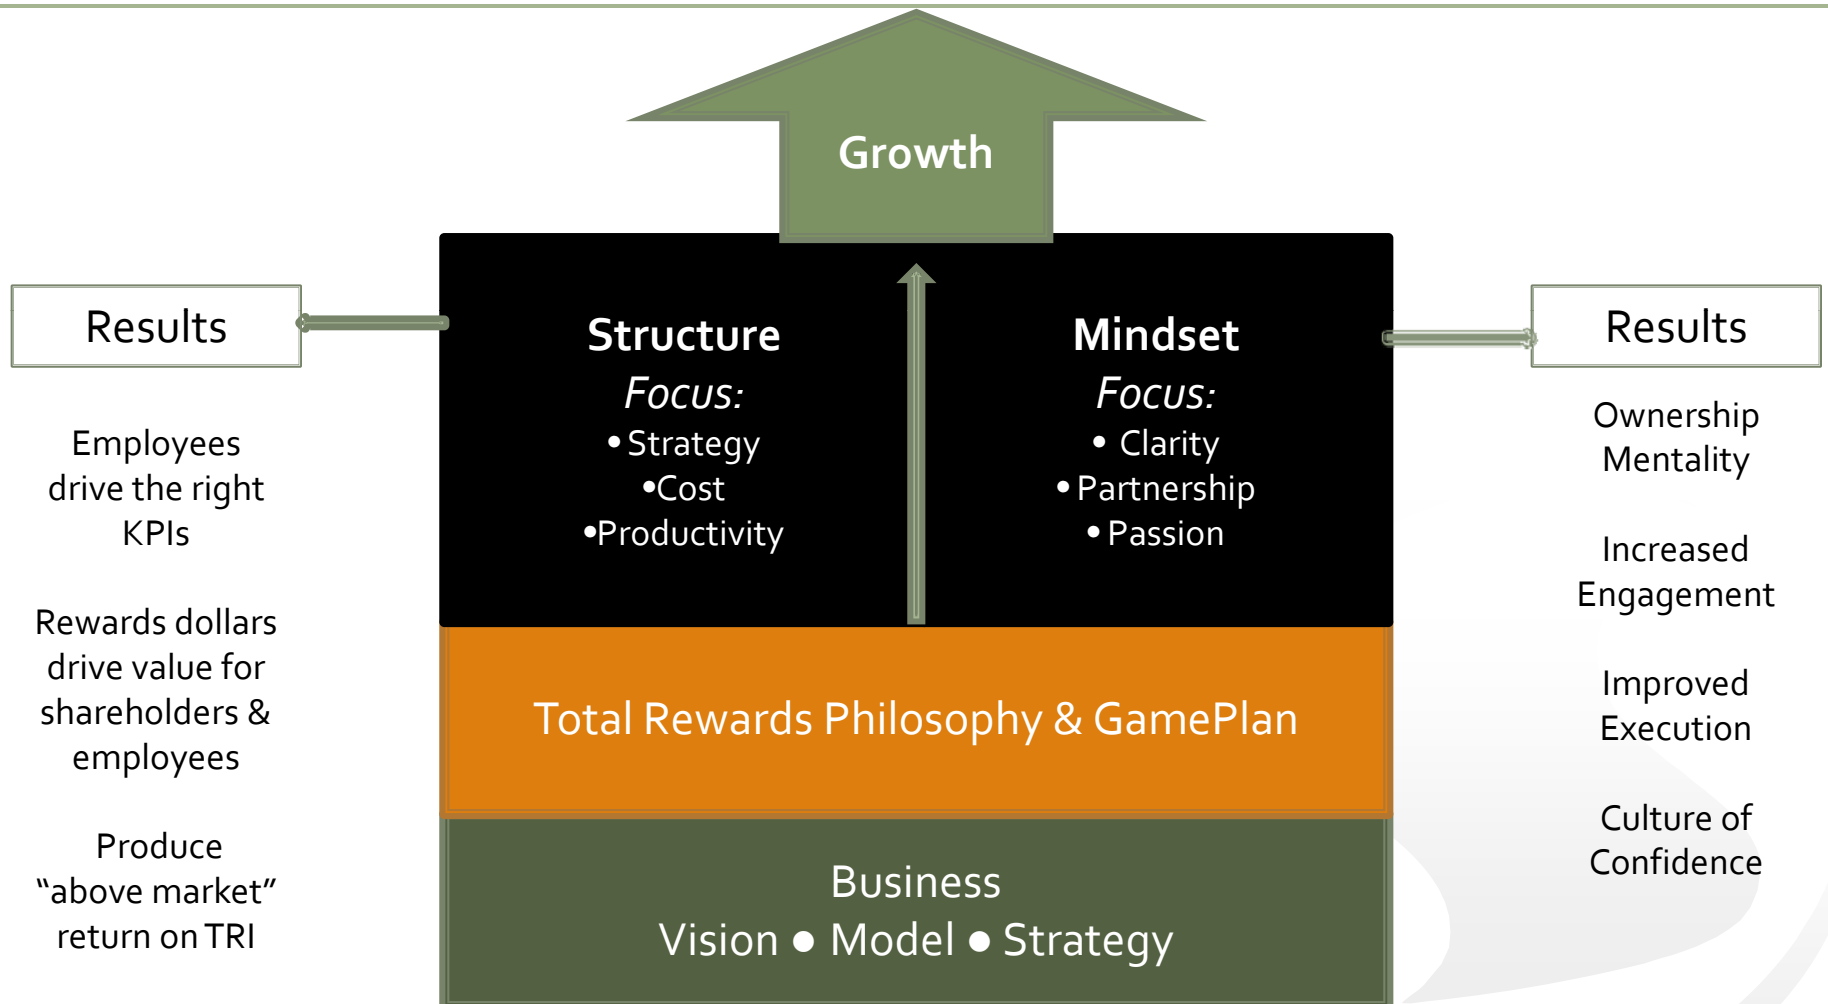 Growth
Results
Employees
drive the right
KPIs
Rewards dollars
drive value for
shareholders &
employees
Produce
“above market”
return on TRI
Structure
Focus:
• Strategy
•Cost
•Productivity
Mindset
Focus:
• Clarity
• Partnership
• Passion
Results
Ownership
Mentality
Increased
Engagement
Improved
Execution
Culture of
Confidence
Total Rewards Philosophy & GamePlan
Business
Vision ● Model ● Strategy